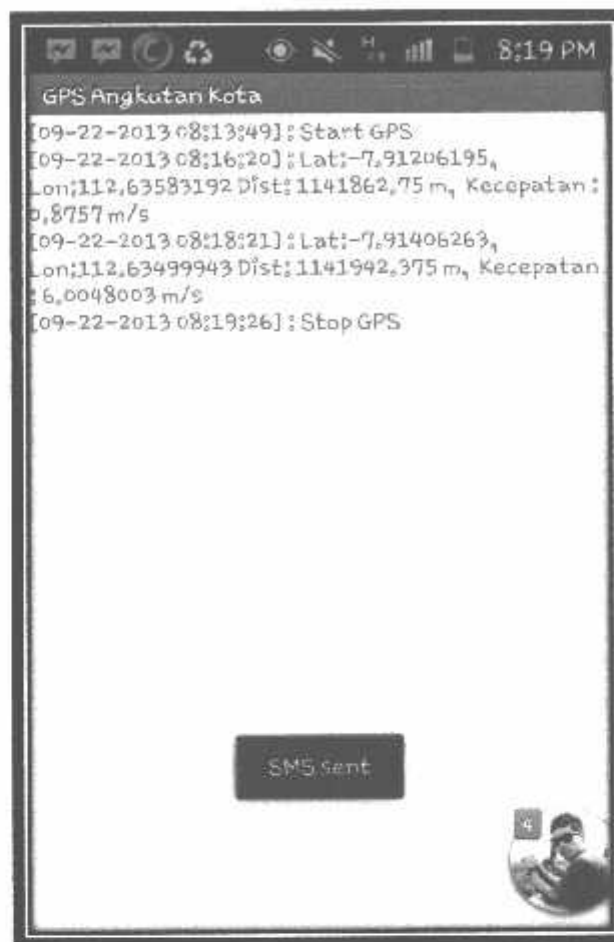 8:19 PM
GPS Angkutan Kota
[09-22-2013 08:13:49] : Start GPS
[09-22-2013 08:16:20] : Lat:-7.91206195,
Lon:112.63583192 Dist: 1141862.75 m, Kecepatan :
0.8757 m/s
[09-22-2013 08:18:21] : Lat:-7.91406263,
Lon:112.63499943 Dist: 1141942.375 m, Kecepatan
: 6.0048003 m/s
[09-22-2013 08:19:26] : Stop GPS
SMS sent
4